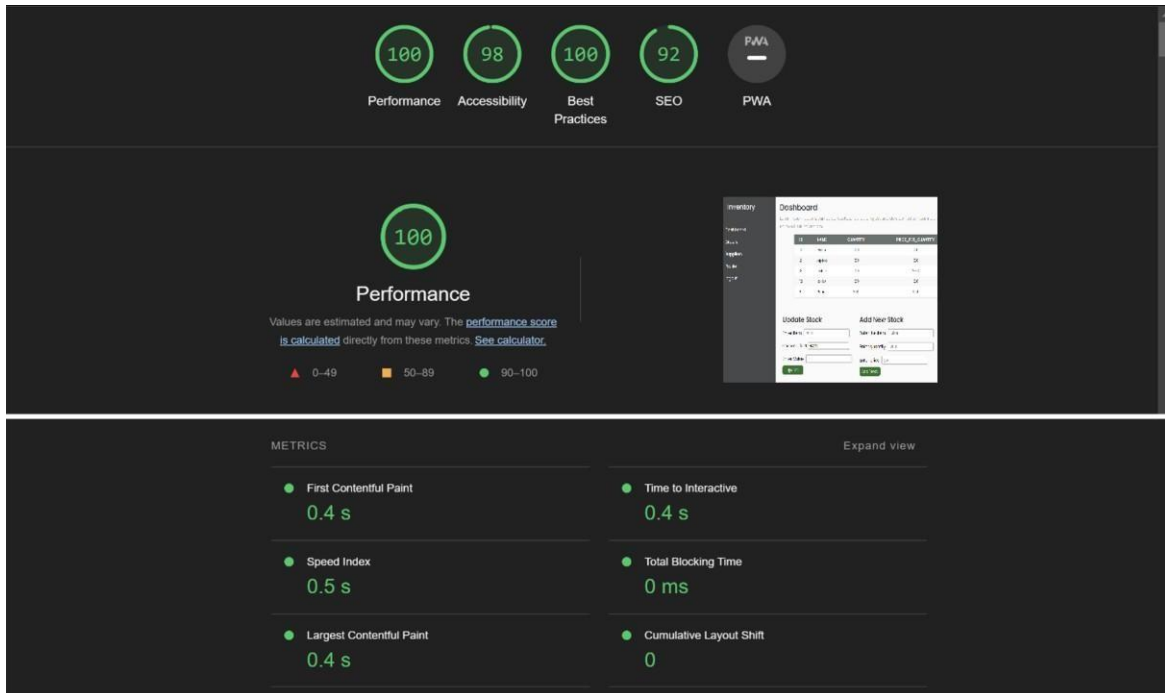 100
98
100
92
PWA
Performance
Accessibility
Best
Practices
SEO
PWA
100
Performance
Values are estimated and may vary. The performance score
is calculated directly from these metrics. See calculator.
0–49
50–89
90–100
Inventory
Dashboard
Update Stock
Add New Stock
METRICS
Expand view
First Contentful Paint
0.4 s
Time to Interactive
0.4 s
Speed Index
0.5 s
Total Blocking Time
0 ms
Largest Contentful Paint
0.4 s
Cumulative Layout Shift
0